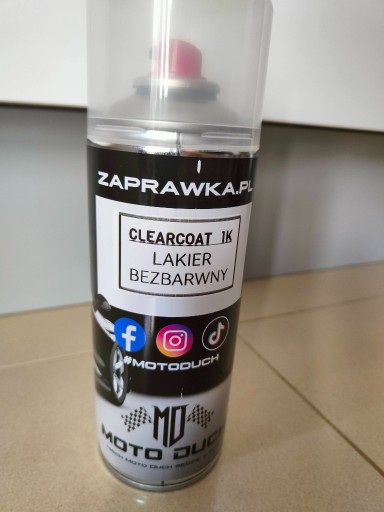 ZAPRAWKA.PL
CLEARCOAT 1K
LAKIER
BEZBARWNY
#MOTODUCH
MD
MOTO DUCH